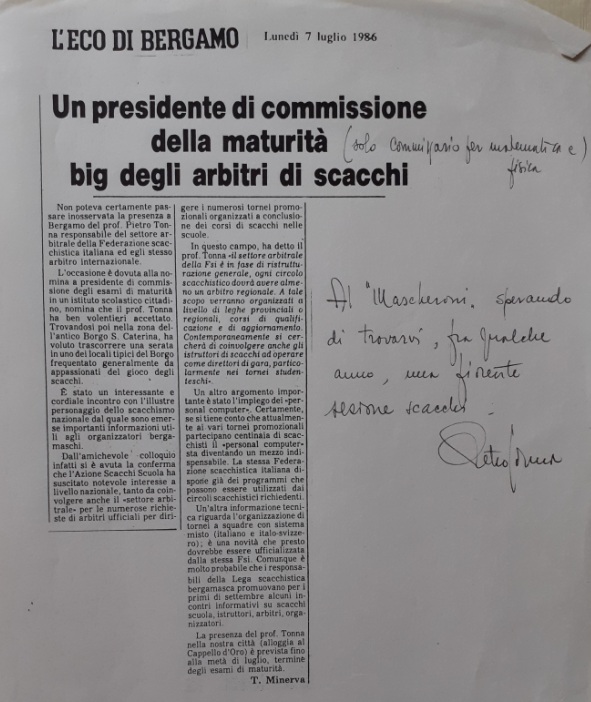 L'ECO DI BERGAMO
Lunedì 7 luglio 1986
Un presidente di commissione
della maturità
big degli arbitri di scacchi
(solo commissario per matematica e)
fisica
Non poteva certamente pas-
sare inosservata la presenza a
Bergamo del prof. Pietro Ton-
na responsabile del settore ar-
bitrale della Federazione scac-
chistica italiana ed egli stesso
arbitro internazionale.
L'occasione è dovuta alla no-
mina a presidente di commis-
sione degli esami di maturità
in un istituto scolastico cittadi-
no, nomina che il prof. Tonna
ha ben volentieri accettato.
Trovandosi poi nella zona del-
l'antico Borgo S. Caterina, ha
voluto trascorrere una serata
in uno dei locali tipici del Borgo
frequentato generalmente da
appassionati del gioco degli
scacchi.
È stato un interessante e
cordiale incontro con l'illustre
personaggio dello scacchismo
nazionale dal quale sono eme-
rse importanti informazioni uti-
li agli organizzatori berga-
maschi.
Dall'amichevole colloquio
infatti si è avuta la conferma
che l'Azione Scacchi Scuola ha
suscitato notevole interesse a
livello nazionale, tanto da coin-
volgere anche il «settore arbi-
trale» per le numerose richie-
ste di arbitri ufficiali per diri-
gere i numerosi tornei promo-
zionali organizzati a conclusio-
ne dei corsi di scacchi nelle
scuole.
In questo campo, ha detto il
prof. Tonna «il settore arbitrale
della Fsi è in fase di ristruttu-
razione generale, ogni circolo
scacchistico dovrà avere alme-
no un arbitro regionale. A tale
scopo verranno organizzati a
livello di leghe provinciali o
regionali, corsi di qualifi-
cazione e di aggiornamento.
Contemporaneamente si cer-
cherà di coinvolgere anche gli
istruttori di scacchi ad operare
come direttori di gara, partico-
larmente nei tornei studen-
teschi».
Un altro argomento impor-
tante è stato l'impiego del «per-
sonal computer». Certamente,
se si tiene conto che attualmen-
te ai vari tornei promozionali
partecipano centinaia di scac-
chisti il «personal computer»
sta diventando un mezzo indi-
spensabile. La stessa Federa-
zione scacchistica italiana di-
spone già dei programmi che
possono essere utilizzati dai
circoli scacchistici richiedenti.
Un'altra informazione tecni-
ca riguarda l'organizzazione di
tornei a squadre con sistema
misto (italiano e italo-svizze-
ro); è una novità che presto
dovrebbe essere ufficializzata
dalla stessa Fsi. Comunque è
molto probabile che i responsa-
bili della Lega scacchistica
bergamasca promuovano per i
primi di settembre alcuni in-
contri informativi su scacchi
scuola, istruttori, arbitri, orga-
nizzatori.
La presenza del prof. Tonna
nella nostra città (alloggia al
Cappello d'Oro) è prevista fino
alla metà di luglio, termine
degli esami di maturità.
T. Minerva
Al "Mascheroni" sperando
di trovarvi, fra qualche
anno, una fiorente
sezione scacchi.
Pietro Tonna